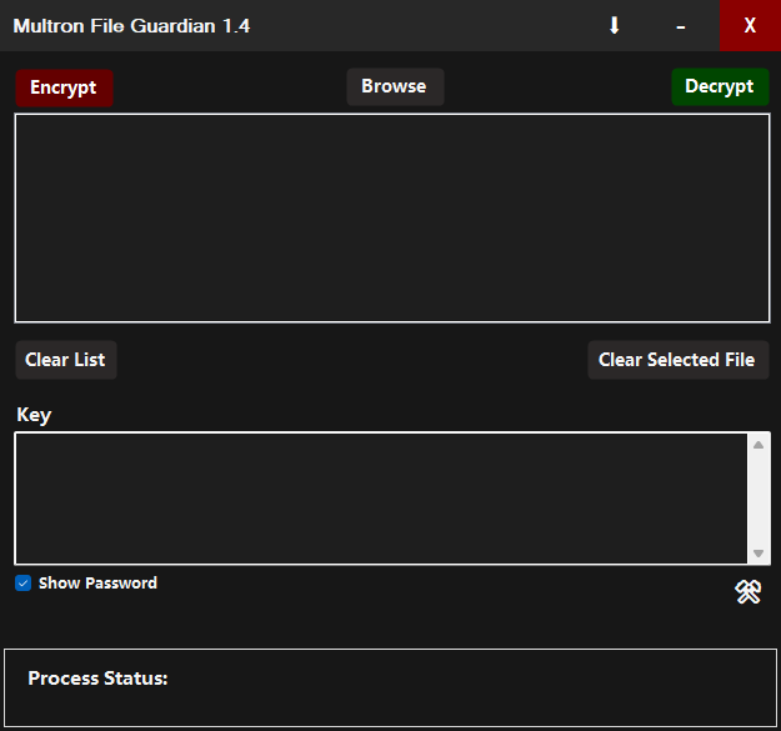 Multron File Guardian 1.4 ⬇ - X
Encrypt Browse Decrypt
Clear List Clear Selected File
Key
Show Password
Process Status: